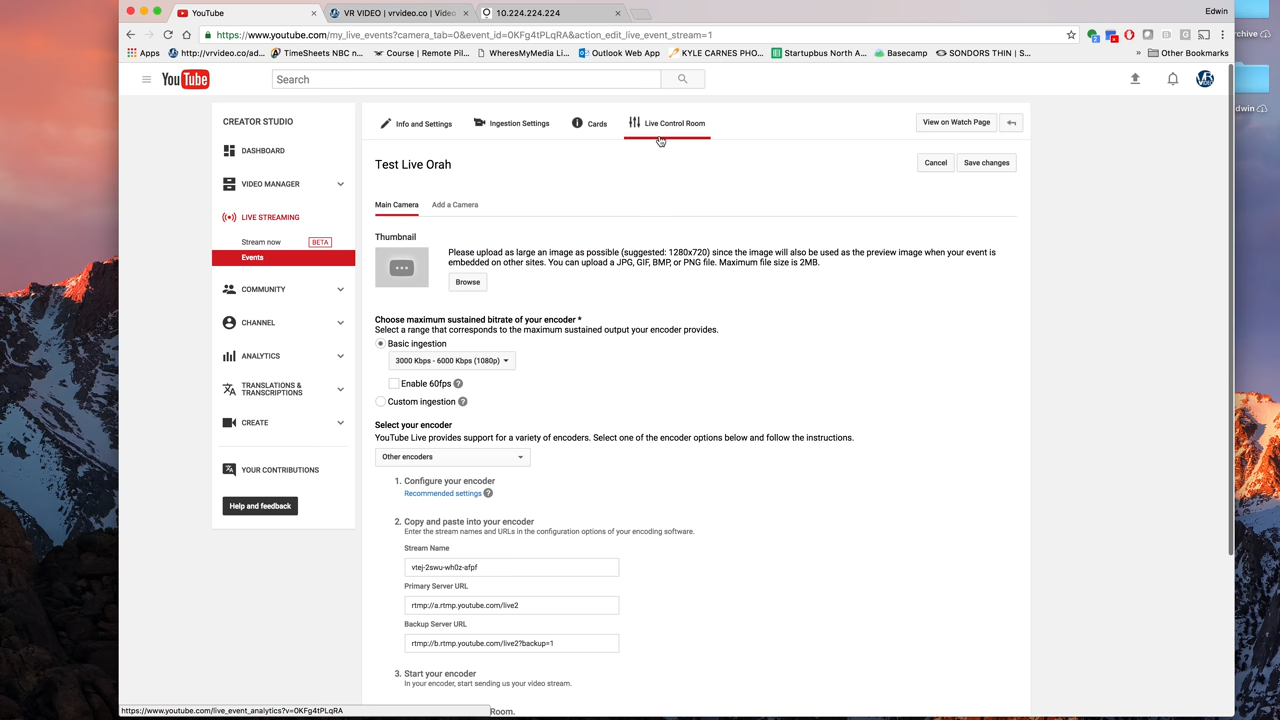 YouTube
VR VIDEO | vrvideo.co | Video
10.224.224.224
Edwin
https://www.youtube.com/my_live_events?camera_tab=0&event_id=0KFg4tPLqRA&action_edit_live_event_stream=1
rchive
Apps
http://vrvideo.co/ad...
TimeSheets NBC n...
Course | Remote Pil...
WheresMyMedia Li...
Outlook Web App
KYLE CARNES PHO...
Startupbus North A...
Basecamp
SONDORS THIN | S...
»
Other Bookmarks
YouTube
Search
VR
CREATOR STUDIO
DASHBOARD
VIDEO MANAGER
LIVE STREAMING
Stream now BETA
Events
COMMUNITY
CHANNEL
ANALYTICS
TRANSLATIONS &
TRANSCRIPTIONS
CREATE
YOUR CONTRIBUTIONS
Help and feedback
Info and Settings
Ingestion Settings
Cards
Live Control Room
View on Watch Page
Test Live Orah
Cancel
Save changes
Main Camera
Add a Camera
Thumbnail
Please upload as large an image as possible (suggested: 1280x720) since the image will also be used as the preview image when your event is
embedded on other sites. You can upload a JPG, GIF, BMP, or PNG file. Maximum file size is 2MB.
Browse
Choose maximum sustained bitrate of your encoder *
Select a range that corresponds to the maximum sustained output your encoder provides.
Basic ingestion
3000 Kbps - 6000 Kbps (1080p)
Enable 60fps ?
Custom ingestion ?
Select your encoder
YouTube Live provides support for a variety of encoders. Select one of the encoder options below and follow the instructions.
Other encoders
1. Configure your encoder
Recommended settings ?
2. Copy and paste into your encoder
Enter the stream names and URLs in the configuration options of your encoding software.
Stream Name
vtej-2swu-wh0z-afpf
Primary Server URL
rtmp://a.rtmp.youtube.com/live2
Backup Server URL
rtmp://b.rtmp.youtube.com/live2?backup=1
3. Start your encoder
In your encoder, start sending us your video stream.
Room.
https://www.youtube.com/live_event_analytics?v=0KFg4tPLqRA
dwin